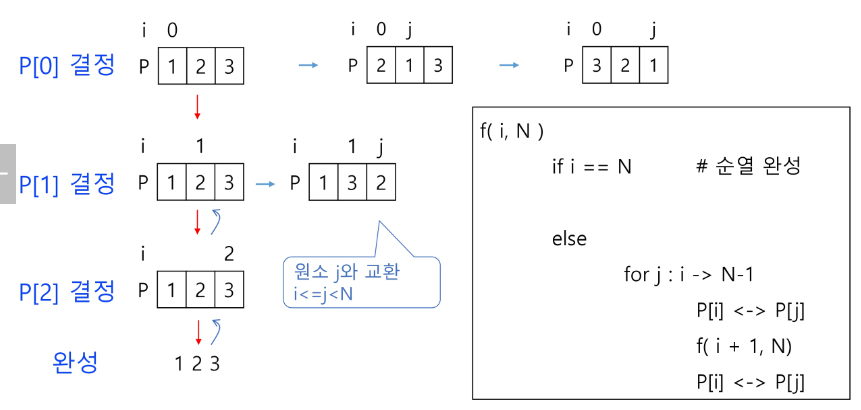 i 0
P[0] 결정 P 1 2 3
i 0 j
P 2 1 3
i 0 j
P 3 2 1
i 1
P[1] 결정 P 1 2 3
i 1 j
P 1 3 2
원소 j와 교환
i<=j<N
i 2
P[2] 결정 P 1 2 3
완성 1 2 3
f( i, N )
if i == N # 순열 완성
else
for j : i -> N-1
P[i] <-> P[j]
f( i + 1, N)
P[i] <-> P[j]